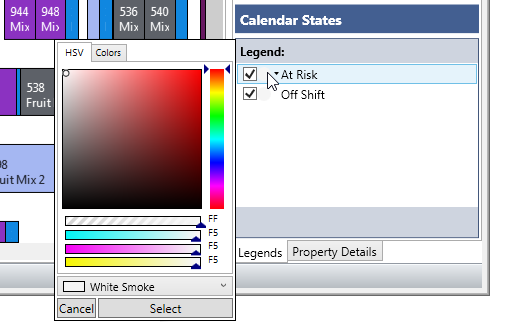 944
Mix
948
Mix
536
Mix
540
Mix
Calendar States
Legend:
At Risk
Off Shift
HSV
Colors
538
Fruit
98
uit Mix 2
FF
F5
F5
F5
White Smoke
Cancel
Select
Legends
Property Details